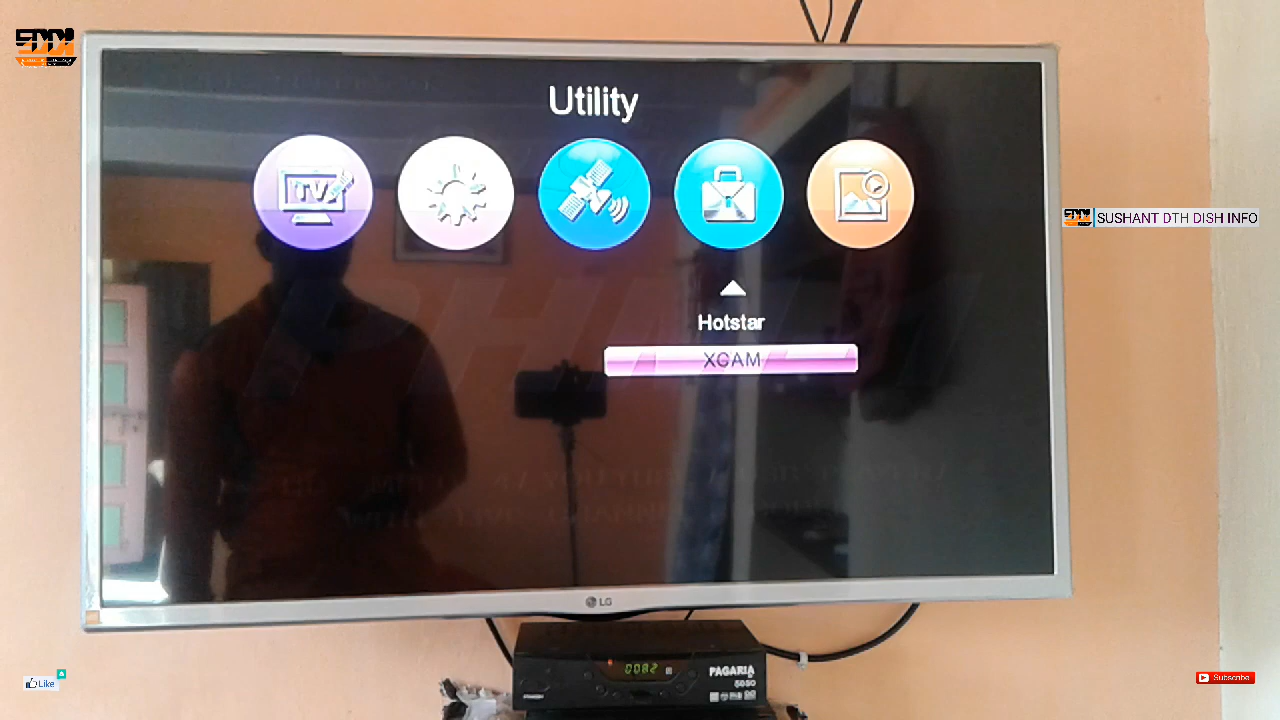 Utility
TV
SUSHANT DTH DISH INFO
Hotstar
XCAM
LG
0082
PAGARIA
5050
Like
Subscribe